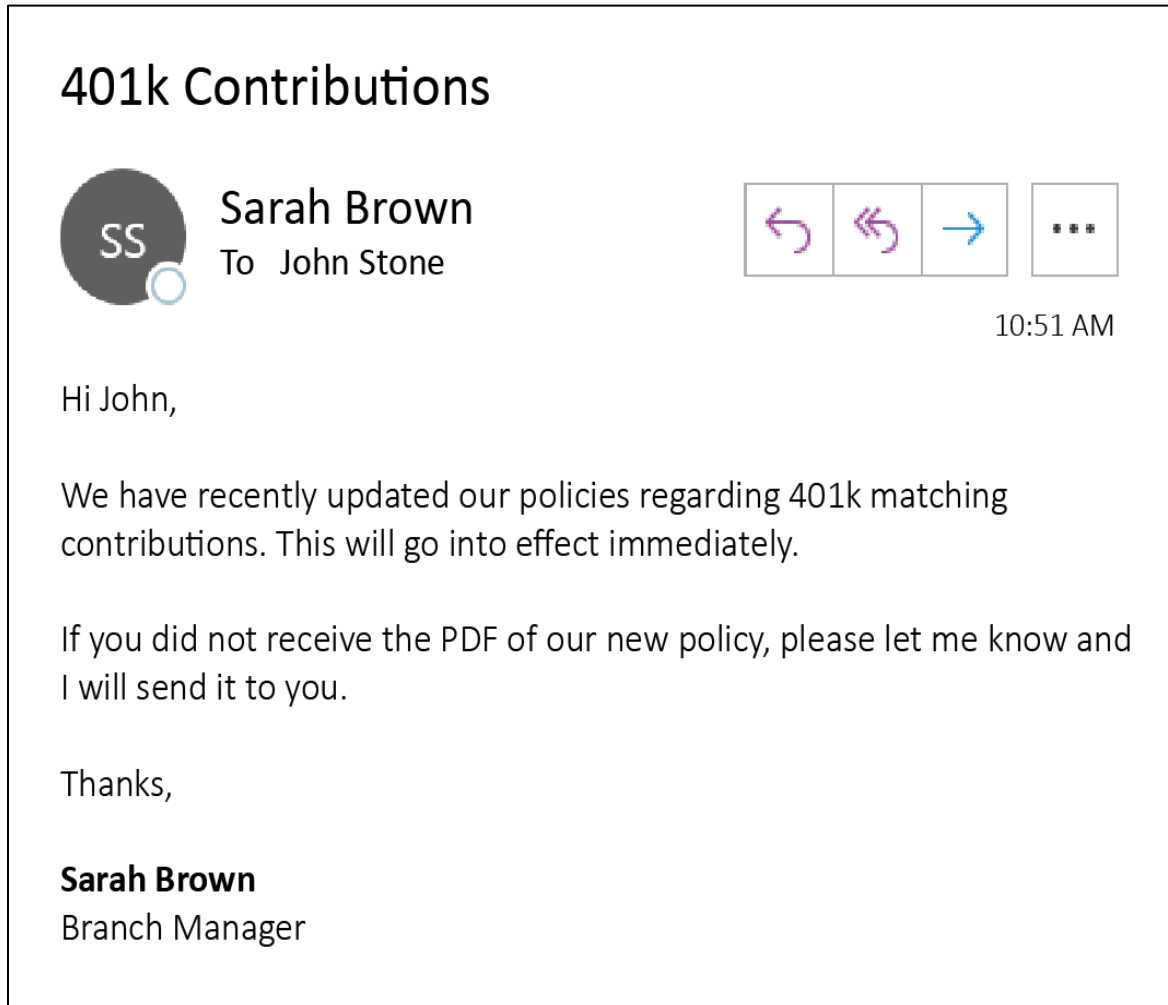 401k Contributions
SS
Sarah Brown
To John Stone
10:51 AM
Hi John,
We have recently updated our policies regarding 401k matching
contributions. This will go into effect immediately.
If you did not receive the PDF of our new policy, please let me know and
I will send it to you.
Thanks,
Sarah Brown
Branch Manager